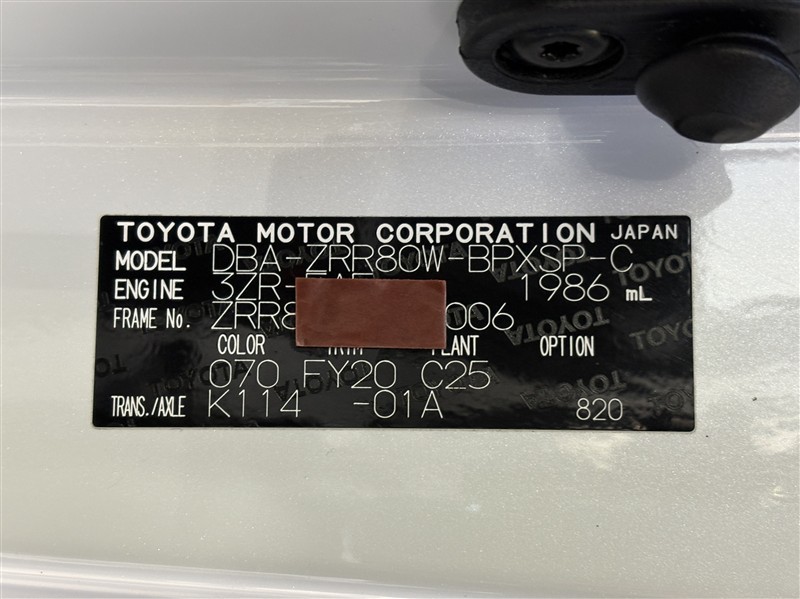 TOYOTA MOTOR CORPORATION JAPAN
MODEL DBA-ZRR80W-BPXSP-C
ENGINE 3ZR- 1986 mL
FRAME No. ZRR8 006
COLOR TRIM PLANT OPTION
070 FY20 C25
TRANS./AXLE K114 -01A 820